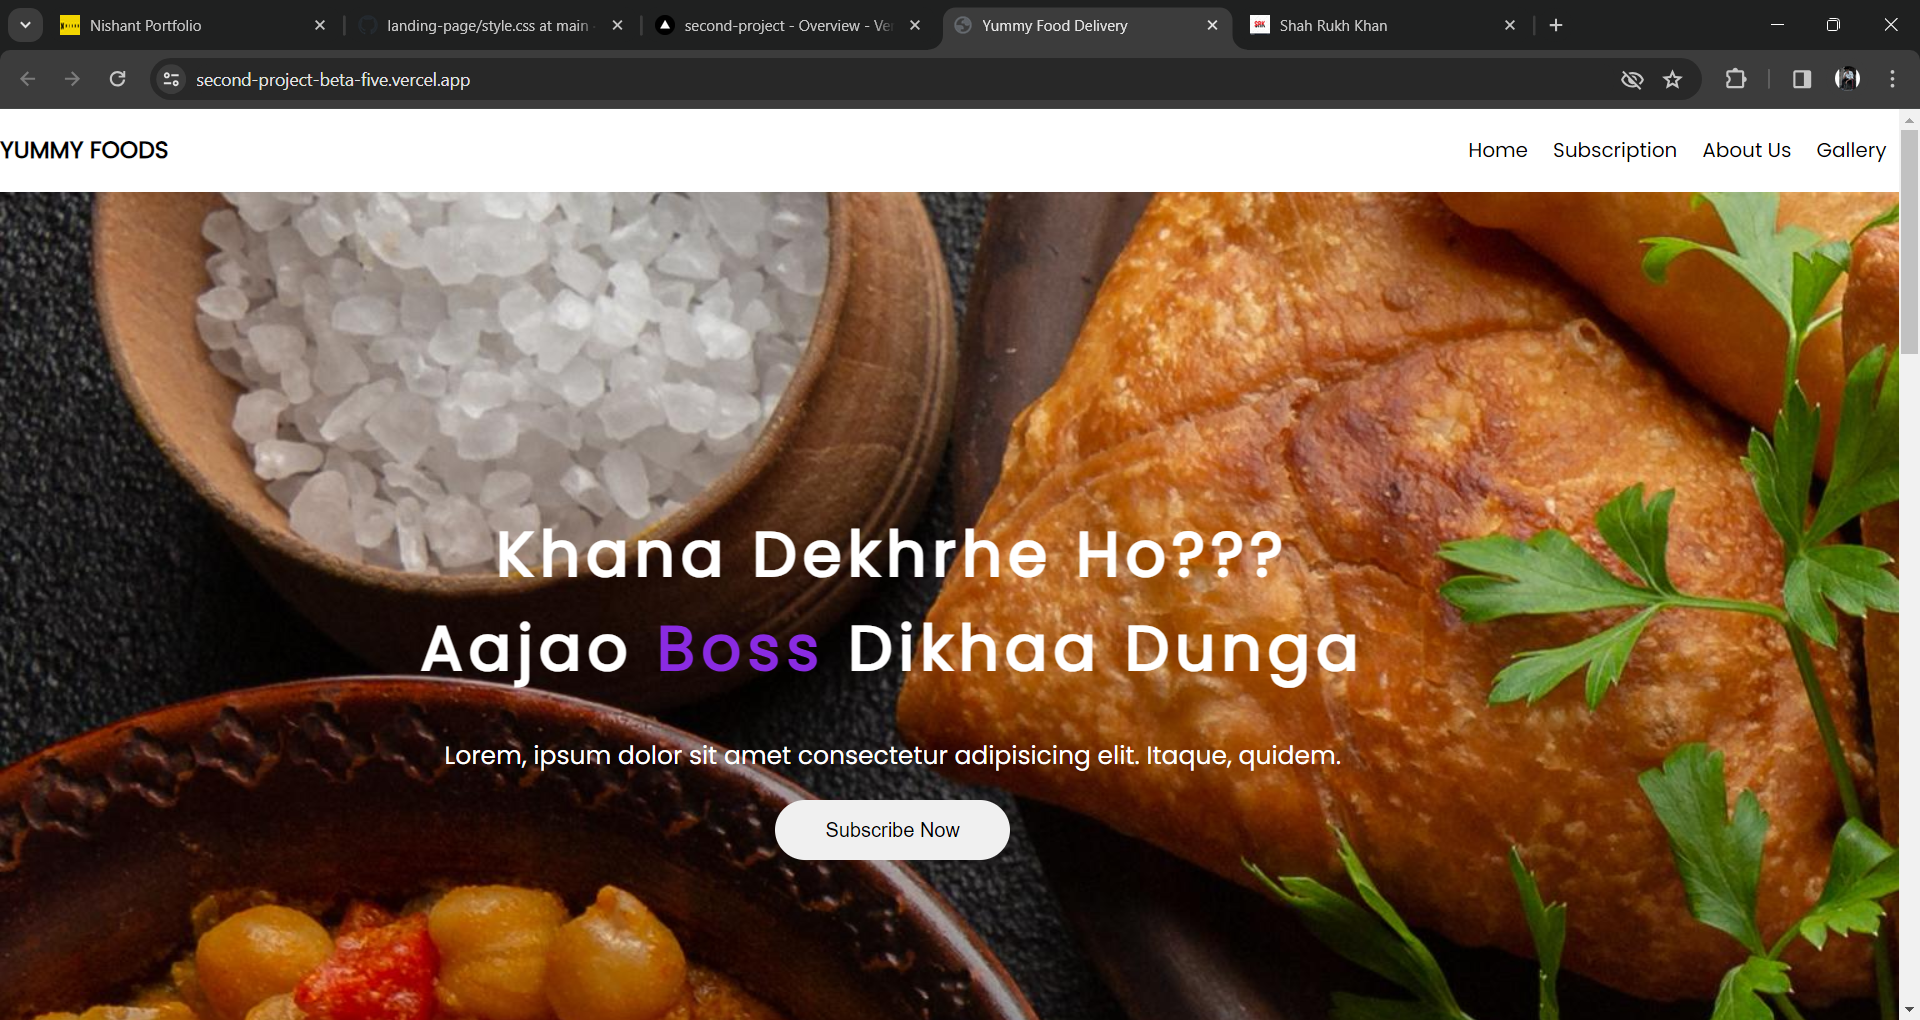 Nishant Portfolio
landing-page/style.css at main
second-project - Overview - Ve
Yummy Food Delivery
SRK
Shah Rukh Khan
second-project-beta-five.vercel.app
YUMMY FOODS
Home
Subscription
About Us
Gallery
Khana Dekhrhe Ho???
Aajao Boss Dikhaa Dunga
Lorem, ipsum dolor sit amet consectetur adipisicing elit. Itaque, quidem.
Subscribe Now